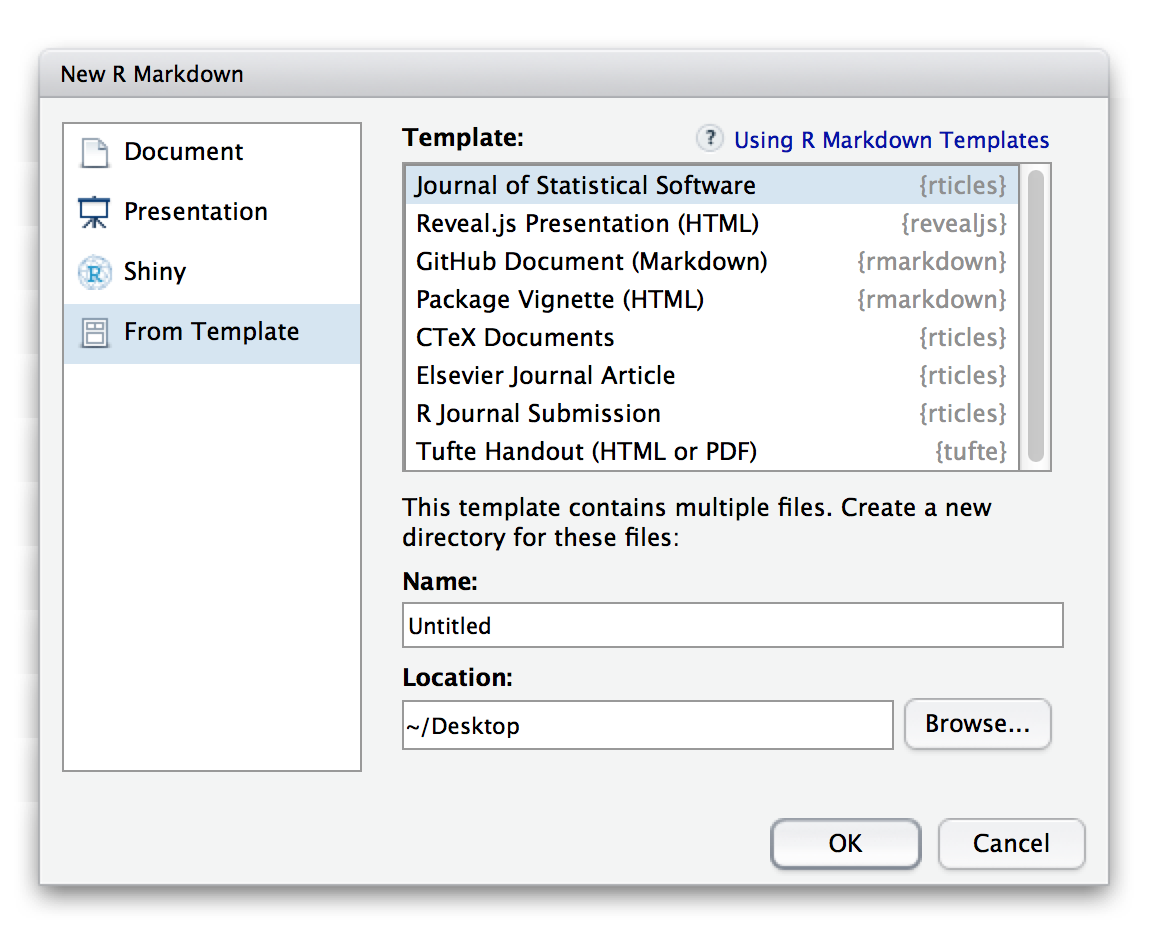 New R Markdown
Document
Presentation
Shiny
From Template
Template:
? Using R Markdown Templates
Journal of Statistical Software {rticles}
Reveal.js Presentation (HTML) {revealjs}
GitHub Document (Markdown) {rmarkdown}
Package Vignette (HTML) {rmarkdown}
CTeX Documents {rticles}
Elsevier Journal Article {rticles}
R Journal Submission {rticles}
Tufte Handout (HTML or PDF) {tufte}
This template contains multiple files. Create a new
directory for these files:
Name:
Untitled
Location:
~/Desktop
Browse...
OK
Cancel